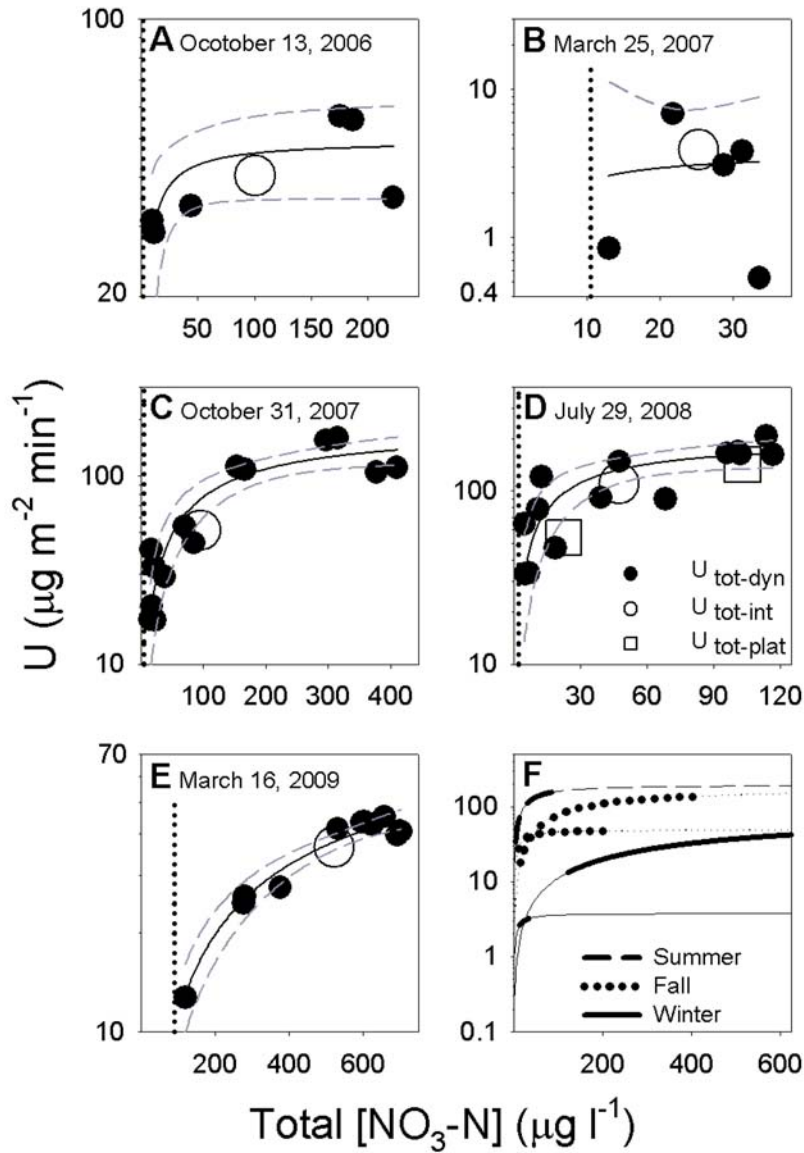 A Ocotober 13, 2006
100
20
50 100 150 200
B March 25, 2007
10
1
0.4
10 20 30
U (µg m-2 min-1)
C October 31, 2007
100
10
100 200 300 400
D July 29, 2008
100
10
U tot-dyn
U tot-int
U tot-plat
30 60 90 120
E March 16, 2009
70
10
200 400 600
F
100
10
1
0.1
Summer
Fall
Winter
0 200 400 600
Total [NO3-N] (µg l-1)